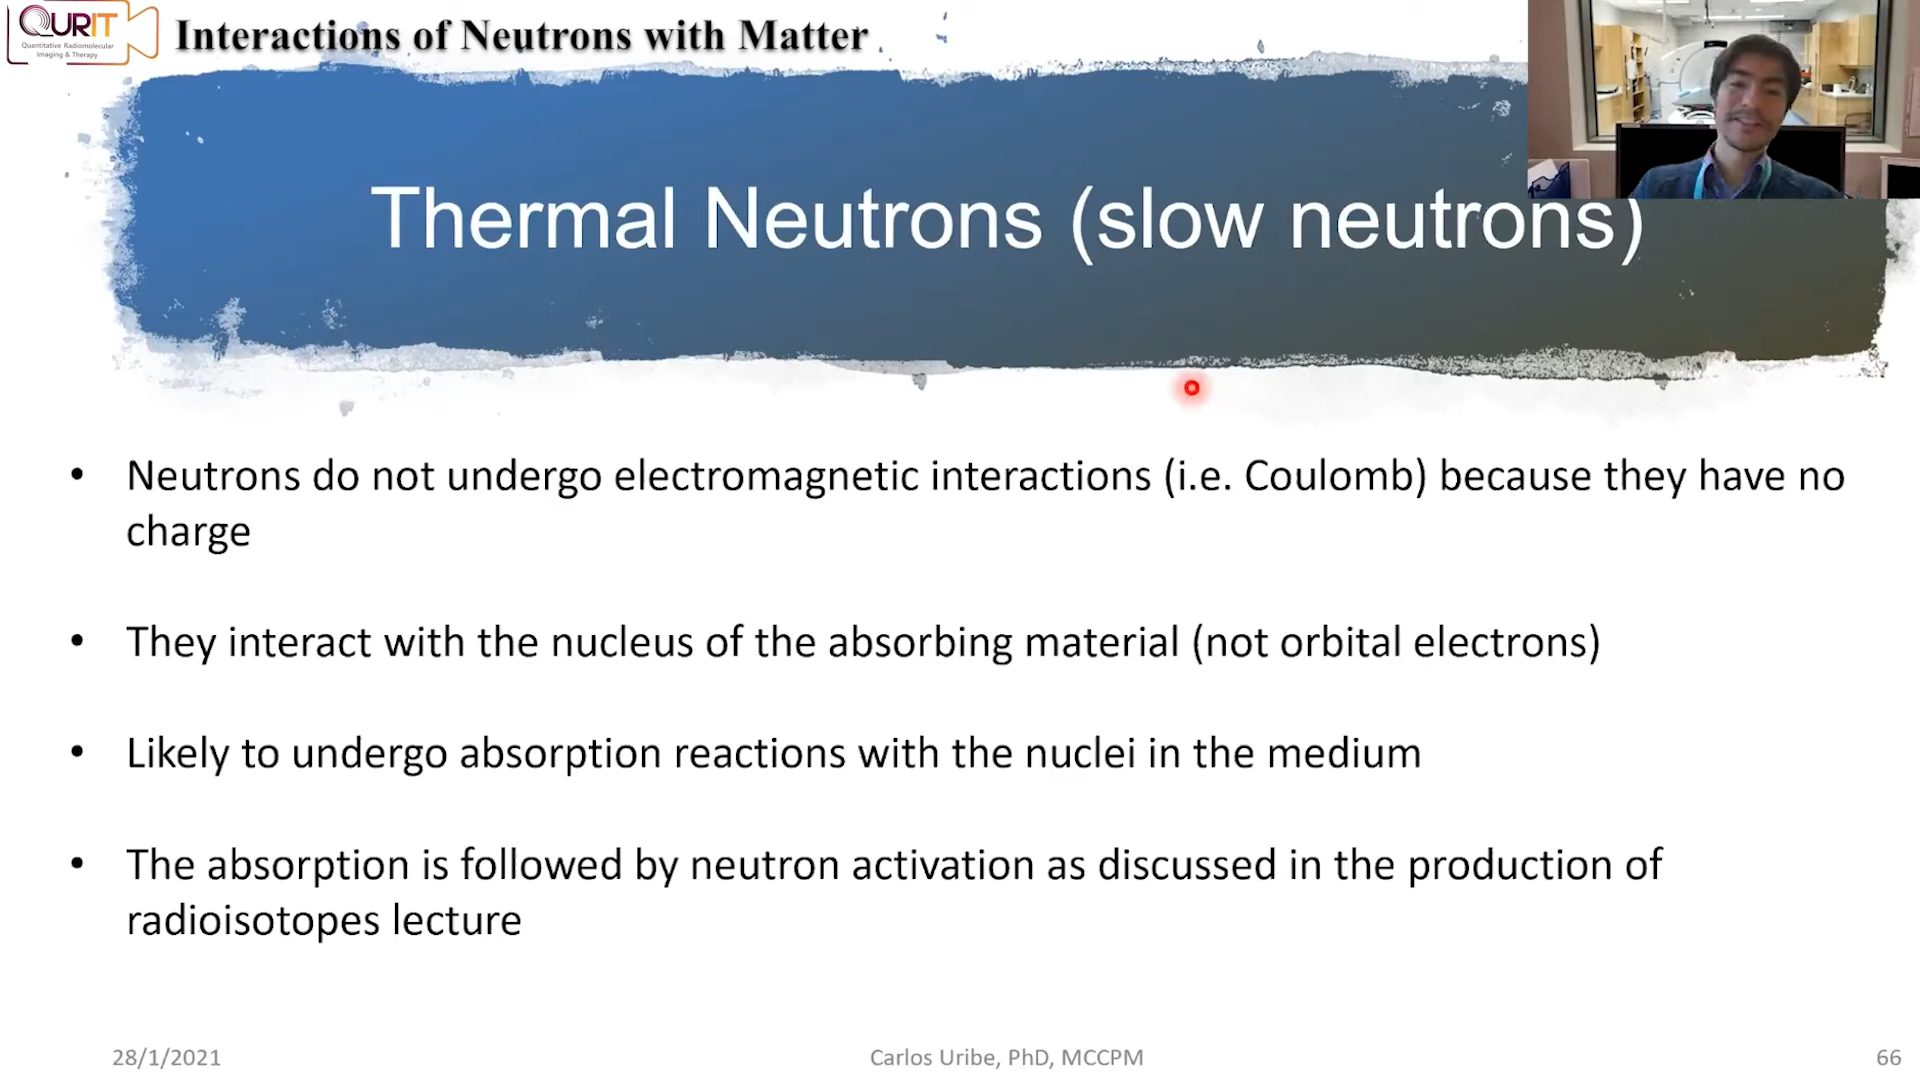 QURIT
Quantitative Radiomolecular
Imaging & Therapy
Interactions of Neutrons with Matter
Thermal Neutrons (slow neutrons)
• Neutrons do not undergo electromagnetic interactions (i.e. Coulomb) because they have no
charge
• They interact with the nucleus of the absorbing material (not orbital electrons)
• Likely to undergo absorption reactions with the nuclei in the medium
• The absorption is followed by neutron activation as discussed in the production of
radioisotopes lecture
28/1/2021
Carlos Uribe, PhD, MCCPM
66